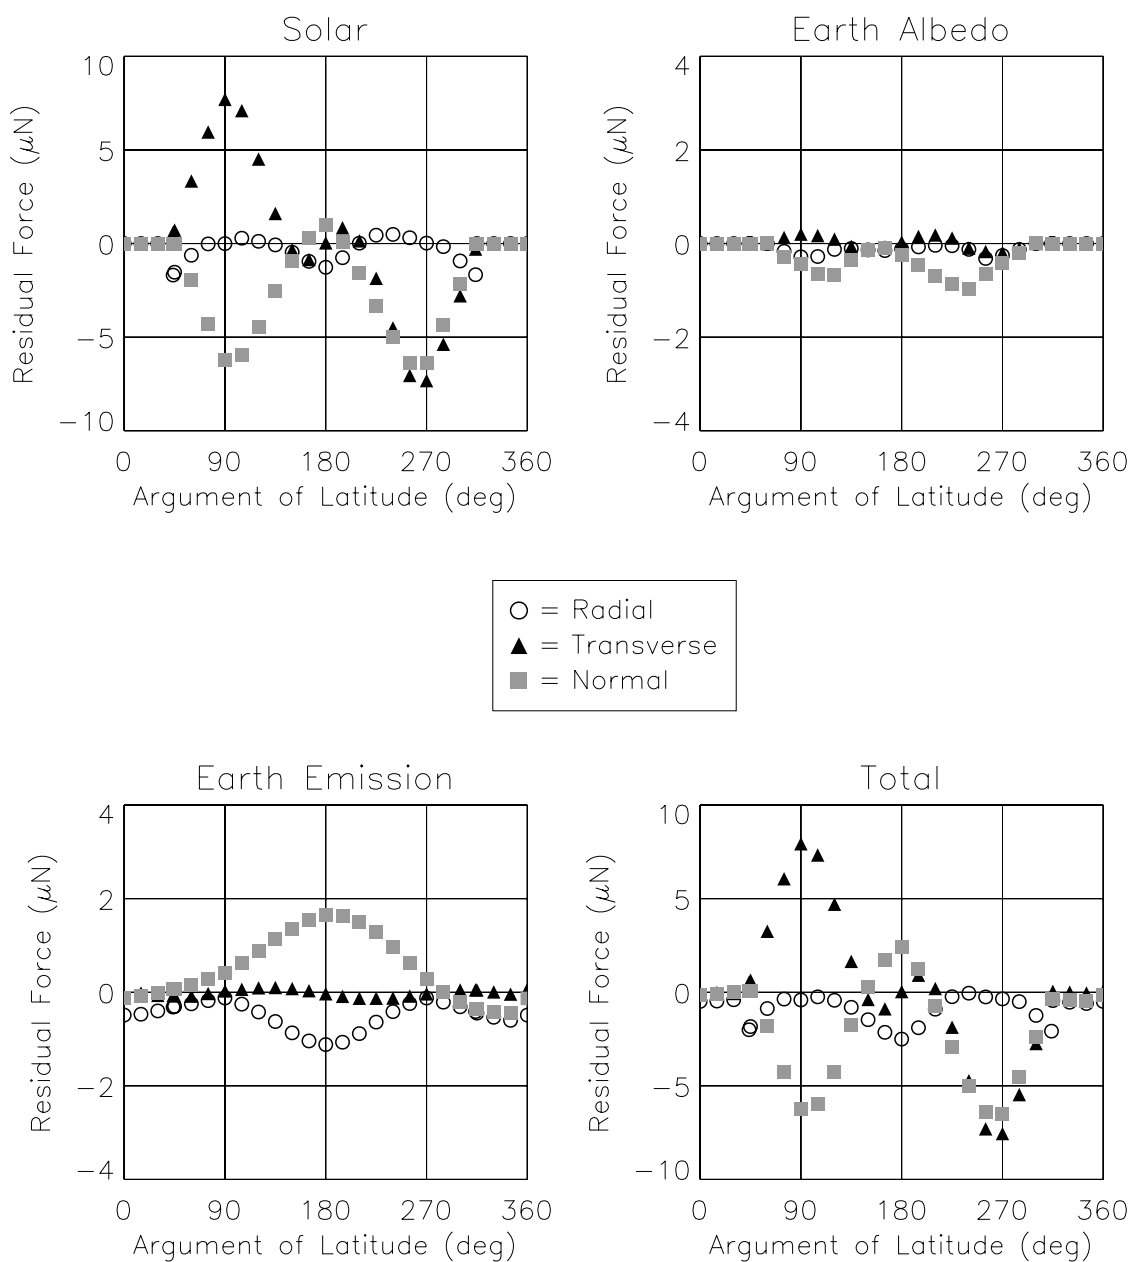 Solar
Residual Force (μN)
10
5
0
−5
−10
0 90 180 270 360
Argument of Latitude (deg)
Earth Albedo
Residual Force (μN)
4
2
0
−2
−4
0 90 180 270 360
Argument of Latitude (deg)
= Radial
= Transverse
= Normal
Earth Emission
Residual Force (μN)
4
2
0
−2
−4
0 90 180 270 360
Argument of Latitude (deg)
Total
Residual Force (μN)
10
5
0
−5
−10
0 90 180 270 360
Argument of Latitude (deg)